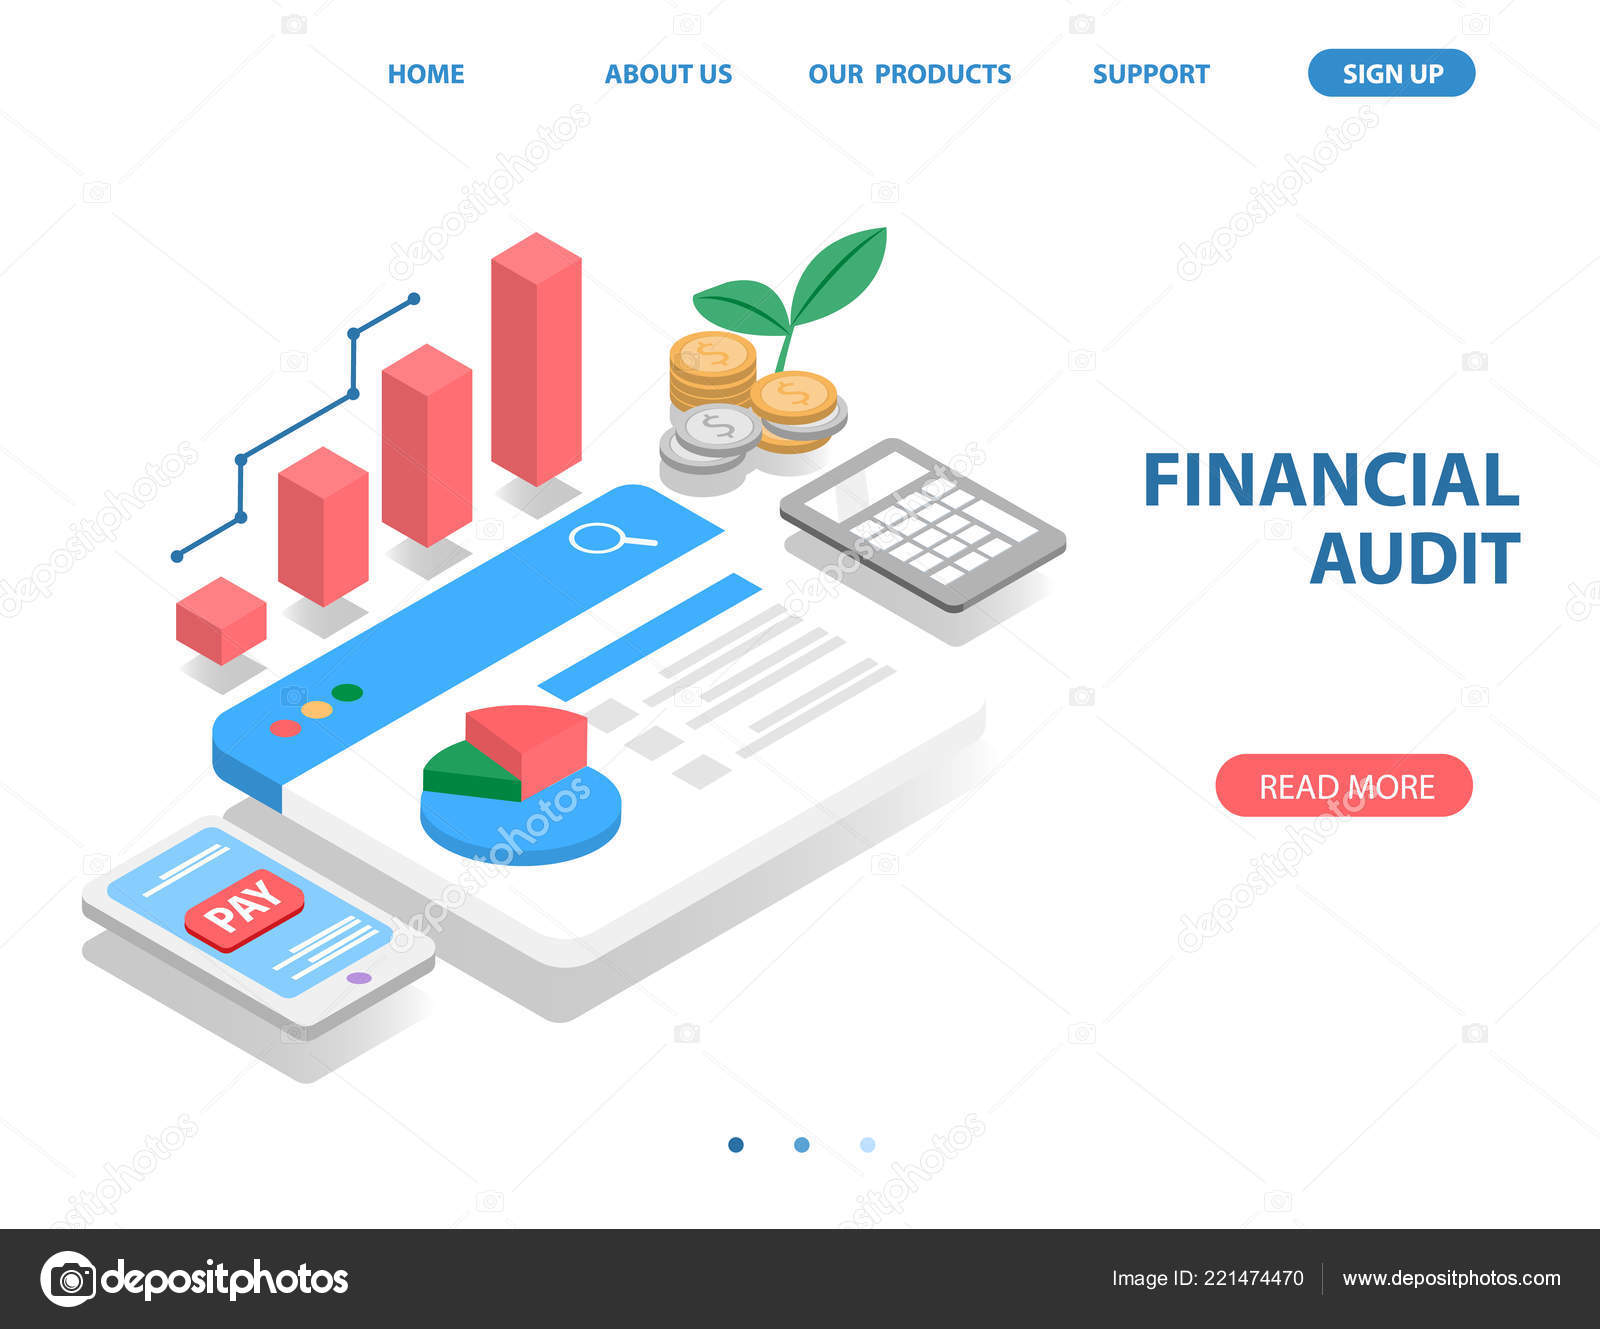 HOME ABOUT US OUR PRODUCTS SUPPORT SIGN UP
FINANCIAL
AUDIT
READ MORE
PAY
depositphotos
Image ID: 221474470 www.depositphotos.com